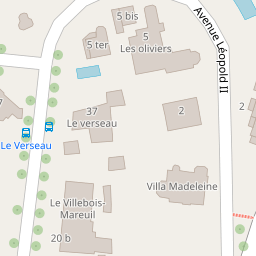 5 bis
5 ter
5
Les oliviers
Avenue Léopold II
37
Le verseau
2
2
Le Verseau
Villa Madeleine
Le Villebois-
Mareuil
20 b